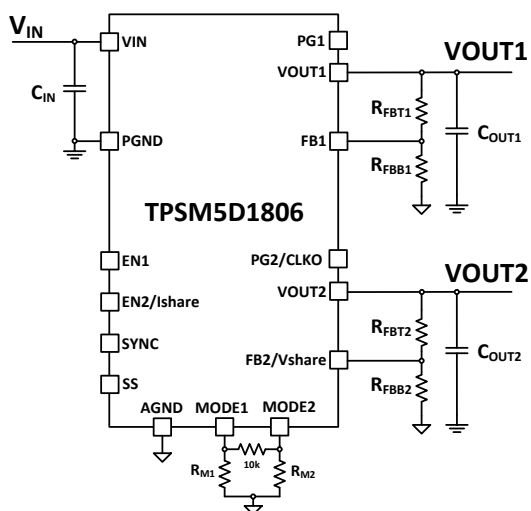 VIN
VIN
PG1
VOUT1
VOUT1
CIN
RFBT1
COUT1
PGND
FB1
RFBB1
TPSM5D1806
EN1
PG2/CLKO
VOUT2
EN2/Ishare
VOUT2
RFBT2
SYNC
FB2/Vshare
COUT2
SS
RFBB2
AGND
MODE1
MODE2
RM1
10k
RM2